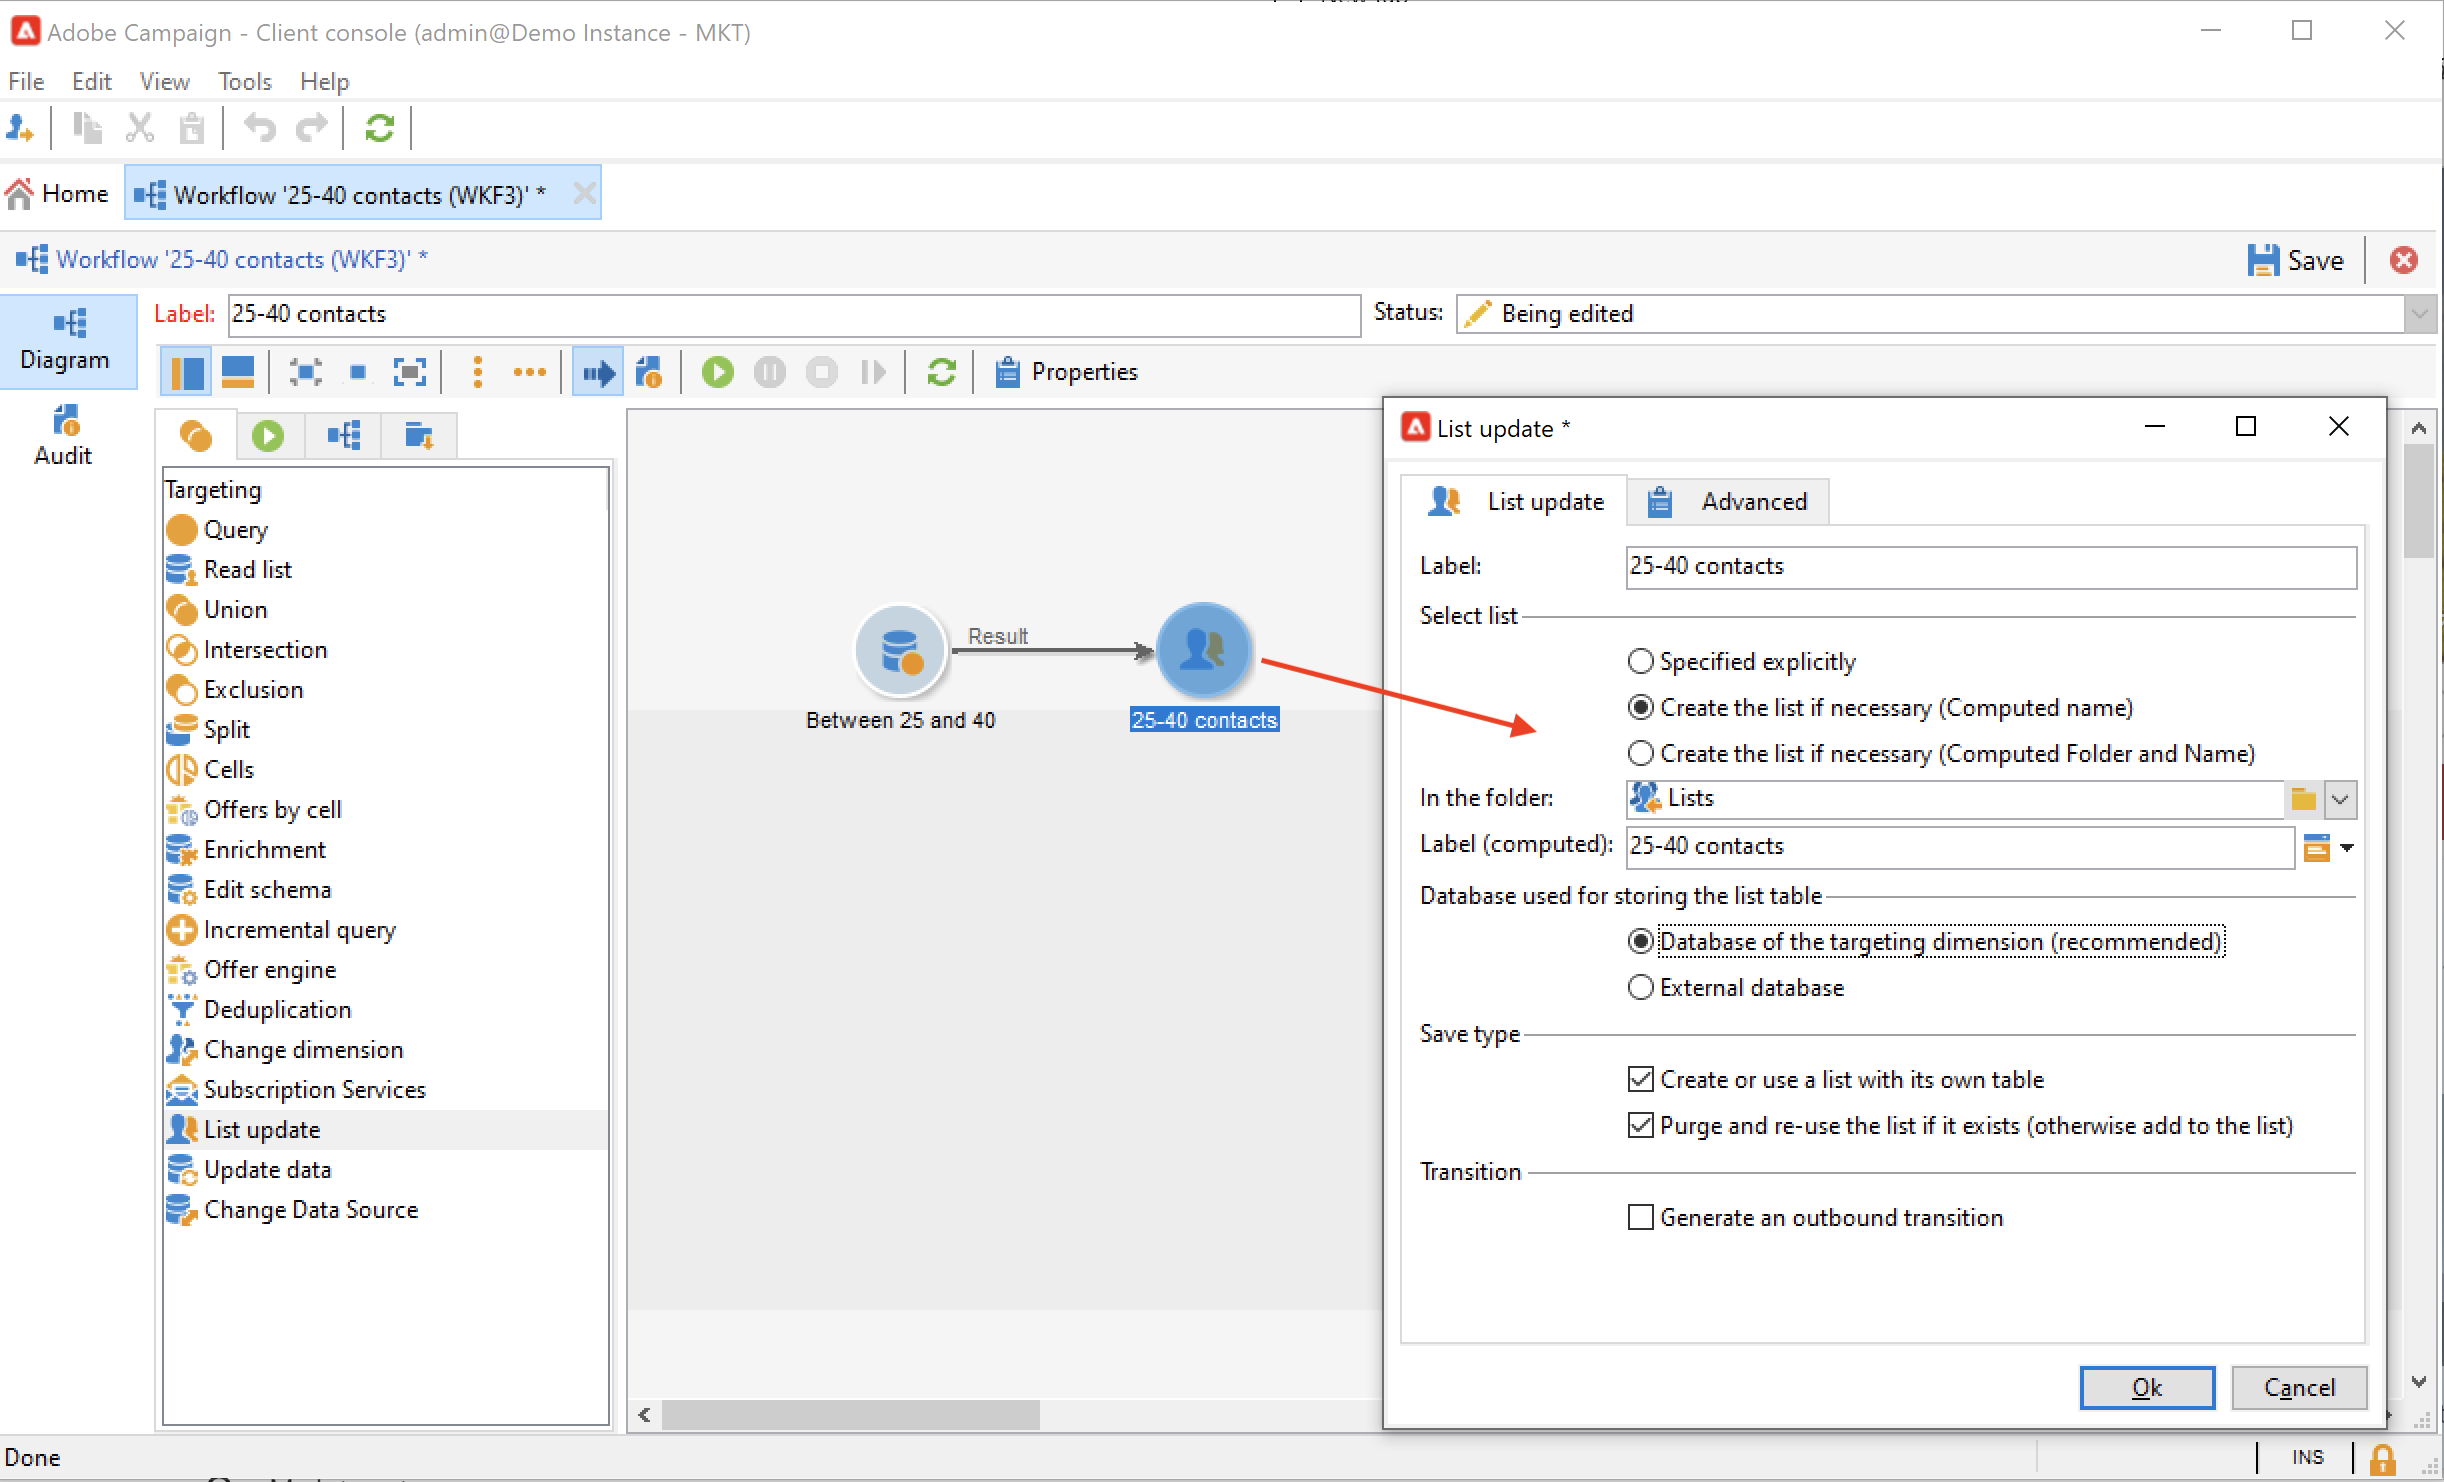 Adobe Campaign - Client console (admin@Demo Instance - MKT)
File Edit View Tools Help
Home Workflow '25-40 contacts (WKF3)' *
Workflow '25-40 contacts (WKF3)' * Save
Label: 25-40 contacts Status: Being edited
Diagram
Properties
Audit
Targeting
Query
Read list
Union
Intersection
Exclusion
Split
Cells
Offers by cell
Enrichment
Edit schema
Incremental query
Offer engine
Deduplication
Change dimension
Subscription Services
List update
Update data
Change Data Source
Result
Between 25 and 40
25-40 contacts
List update *
List update Advanced
Label: 25-40 contacts
Select list
Specified explicitly
Create the list if necessary (Computed name)
Create the list if necessary (Computed Folder and Name)
In the folder: Lists
Label (computed): 25-40 contacts
Database used for storing the list table
Database of the targeting dimension (recommended)
External database
Save type
Create or use a list with its own table
Purge and re-use the list if it exists (otherwise add to the list)
Transition
Generate an outbound transition
Ok Cancel
Done INS